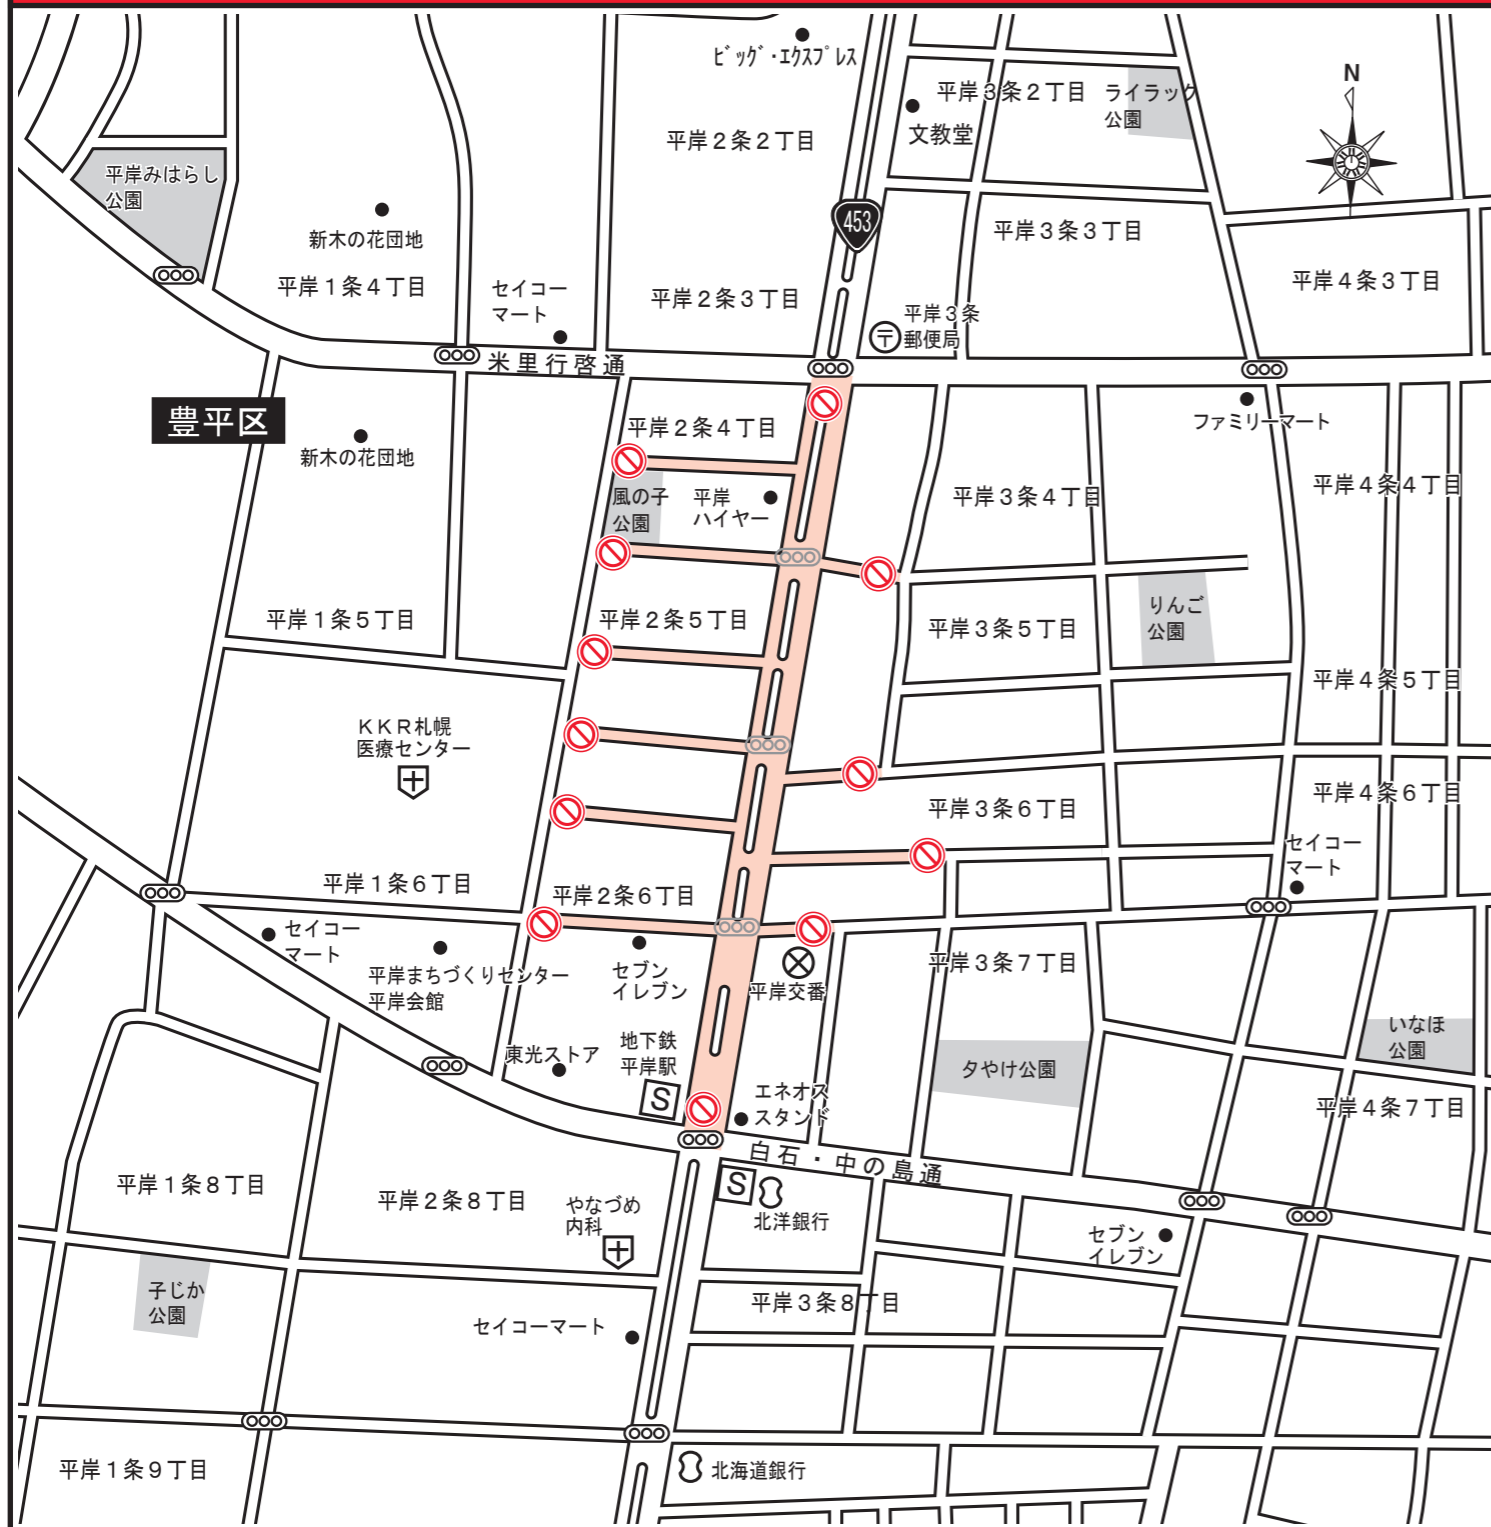 ビッグ・エクスプレス
N
平岸3条2丁目
ライラック
公園
文教堂
平岸2条2丁目
平岸みはらし
公園
453
新木の花団地
平岸3条3丁目
平岸1条4丁目
セイコー
マート
平岸2条3丁目
平岸4条3丁目
平岸3条
郵便局
〒
米里行啓通
豊平区
新木の花団地
平岸2条4丁目
ファミリーマート
風の子
公園
平岸
ハイヤー
平岸3条4丁目
平岸4条4丁目
平岸1条5丁目
平岸2条5丁目
平岸3条5丁目
りんご
公園
平岸4条5丁目
KKR札幌
医療センター
平岸3条6丁目
平岸4条6丁目
セイコー
マート
平岸1条6丁目
平岸2条6丁目
セイコー
マート
平岸まちづくりセンター
平岸会館
セブン
イレブン
平岸交番
平岸3条7丁目
いなほ
公園
東光ストア
地下鉄
平岸駅
S
エネオス
スタンド
夕やけ公園
平岸4条7丁目
白石・中の島通
平岸1条8丁目
平岸2条8丁目
やなづめ
内科
S
北洋銀行
セブン
イレブン
子じか
公園
セイコーマート
平岸3条8丁目
平岸1条9丁目
北海道銀行